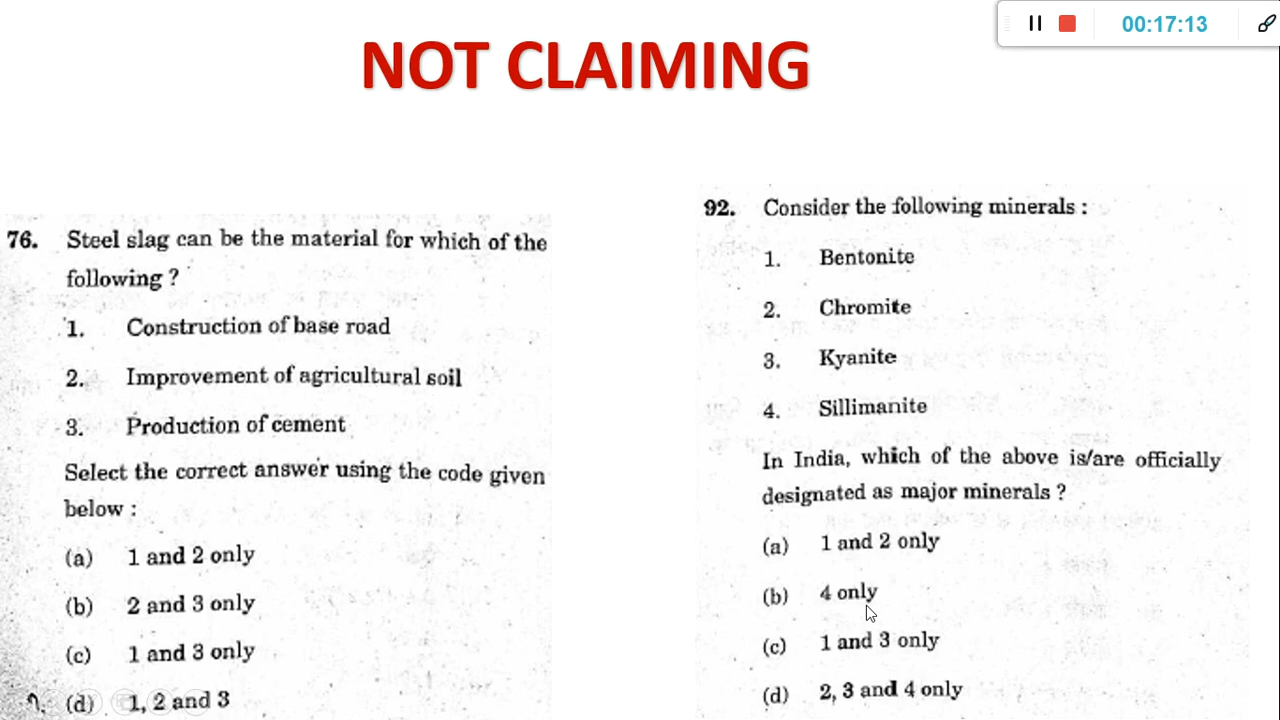 00:17:13
NOT CLAIMING
76. Steel slag can be the material for which of the
following ?
1. Construction of base road
2. Improvement of agricultural soil
3. Production of cement
Select the correct answer using the code given
below :
(a) 1 and 2 only
(b) 2 and 3 only
(c) 1 and 3 only
(d) 1, 2 and 3
92. Consider the following minerals :
1. Bentonite
2. Chromite
3. Kyanite
4. Sillimanite
In India, which of the above is/are officially
designated as major minerals ?
(a) 1 and 2 only
(b) 4 only
(c) 1 and 3 only
(d) 2, 3 and 4 only